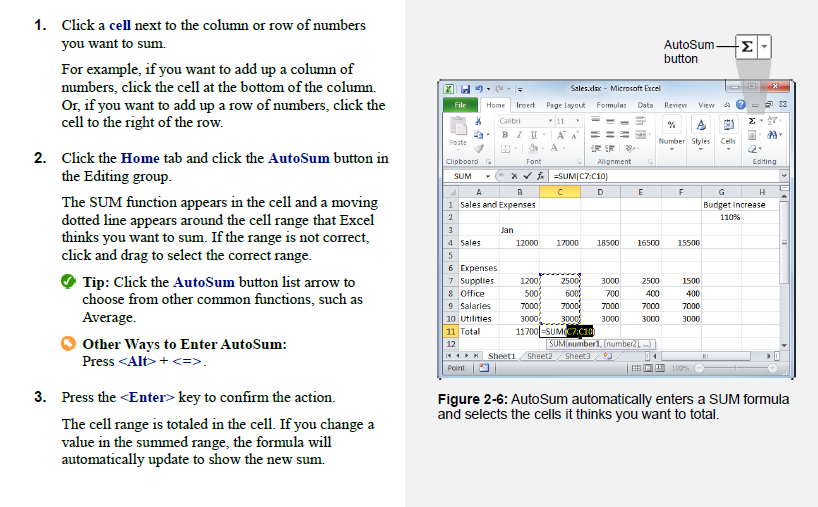 1. Click a cell next to the column or row of numbers
you want to sum.
For example, if you want to add up a column of
numbers, click the cell at the bottom of the column.
Or, if you want to add up a row of numbers, click the
cell to the right of the row.
2. Click the Home tab and click the AutoSum button in
the Editing group.
The SUM function appears in the cell and a moving
dotted line appears around the cell range that Excel
thinks you want to sum. If the range is not correct,
click and drag to select the correct range.
Tip: Click the AutoSum button list arrow to
choose from other common functions, such as
Average.
Other Ways to Enter AutoSum:
Press <Alt> + <=>.
3. Press the <Enter> key to confirm the action.
The cell range is totaled in the cell. If you change a
value in the summed range, the formula will
automatically update to show the new sum.
AutoSum
button
Σ
Sales.xlsx - Microsoft Excel
File Home Insert Page Layout Formulas Data Review View
Calibri 11
B I U A A
Paste
A
% Number Styles Cells
Σ
Clipboard Font Alignment Editing
SUM fx =SUM(C7:C10)
A B C D E F G H
1 Sales and Expenses Budget Increase
2 110%
3 Jan
4 Sales 12000 17000 18500 16500 15500
5
6 Expenses
7 Supplies 1200 2500 3000 2500 1500
8 Office 500 600 700 400 400
9 Salaries 7000 7000 7000 7000 7000
10 Utilities 3000 3000 3000 3000 3000
11 Total 11700 =SUM(C7:C10)
12 SUM(number1, [number2], ...)
Sheet1 Sheet2 Sheet3
Point 100%
Figure 2-6: AutoSum automatically enters a SUM formula
and selects the cells it thinks you want to total.